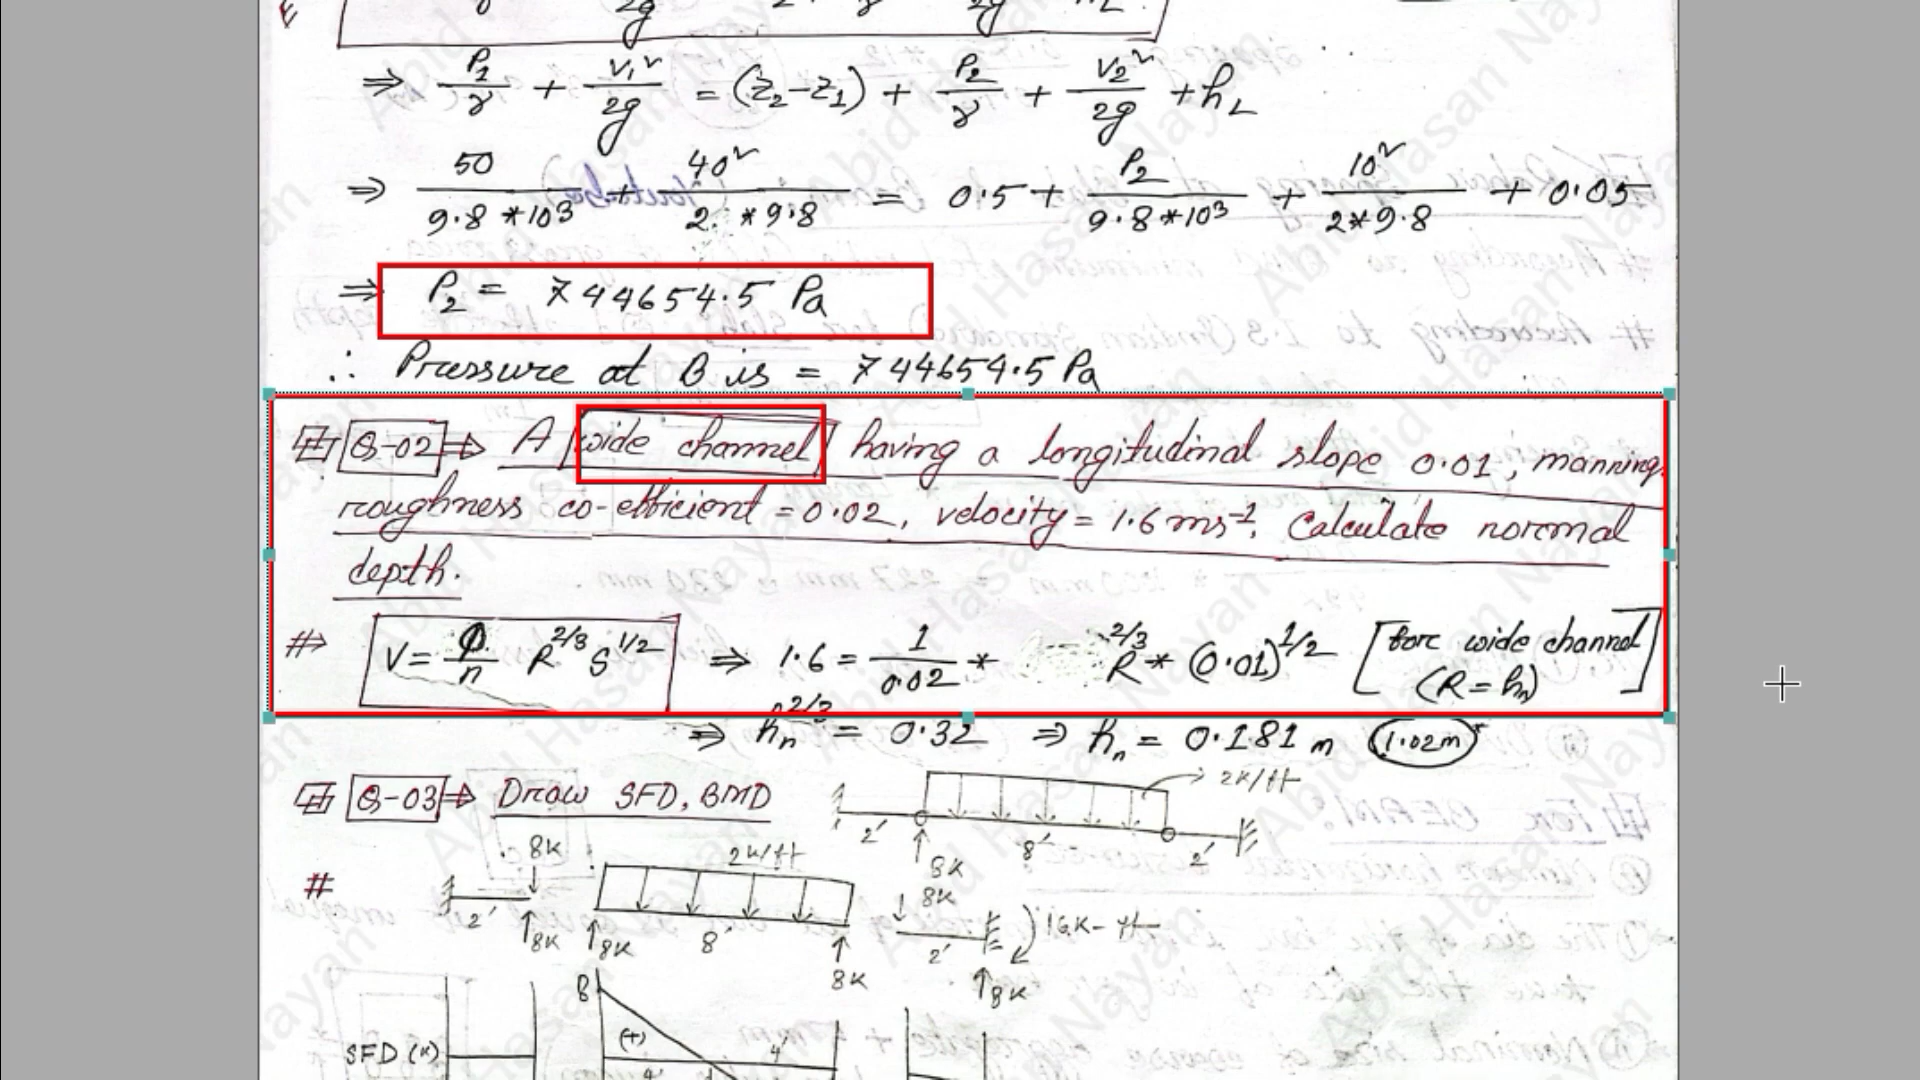 ⇒ P₁/γ + V₁²/2g = (Z₂-Z₁) + P₂/γ + V₂²/2g + h_L
⇒ 50/(9.8*10³) + 40²/(2*9.8) = 0.5 + P₂/(9.8*10³) + 10²/(2*9.8) + 0.05
⇒ P₂ = 744654.5 Pa
∴ Pressure at B is = 744654.5 Pa
Q-02 ⇒ A wide channel having a longitudinal slope 0.01, manning
roughness co-efficient = 0.02, velocity = 1.6 ms⁻¹. Calculate normal
depth.
#⇒ V = 1/n R^2/3 S^1/2 ⇒ 1.6 = 1/0.02 * R^2/3 * (0.01)^1/2 [for wide channel
(R = hn)]
⇒ hn^2/3 = 0.32 ⇒ hn = 0.181 m (1.02m)
Q-03 ⇒ Draw SFD, BMD
2k/ft
2' 8' 2'
8k
# 8k 2k/ft 8k
2' 8k 8k 8' 8k 2' 16k-ft
8k
8
(+)
SFD (k) 4'